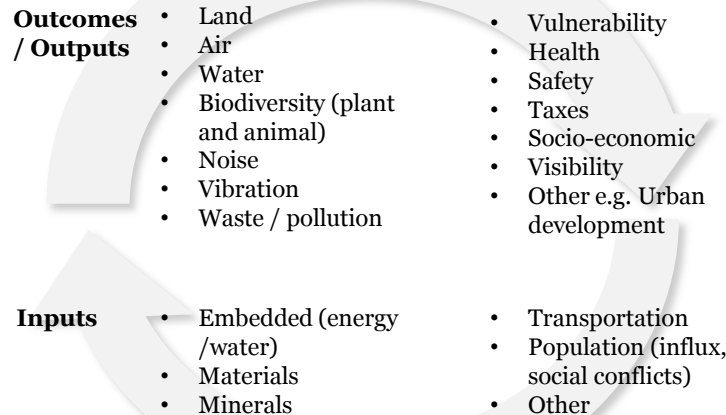 Outcomes
/ Outputs
• Land
• Air
• Water
• Biodiversity (plant
and animal)
• Noise
• Vibration
• Waste / pollution
• Vulnerability
• Health
• Safety
• Taxes
• Socio-economic
• Visibility
• Other e.g. Urban
development
Inputs
• Embedded (energy
/water)
• Materials
• Minerals
• Transportation
• Population (influx,
social conflicts)
• Other